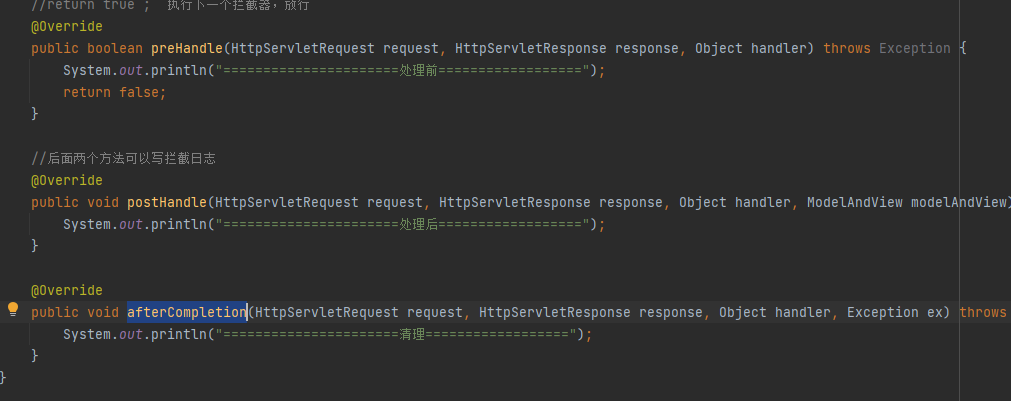 //return true ;  执行下一个拦截器，放行
@Override
public boolean preHandle(HttpServletRequest request, HttpServletResponse response, Object handler) throws Exception {
System.out.println("======================处理前==================");
return false;
}
//后面两个方法可以写拦截日志
@Override
public void postHandle(HttpServletRequest request, HttpServletResponse response, Object handler, ModelAndView modelAndView)
System.out.println("======================处理后==================");
}
@Override
public void afterCompletion(HttpServletRequest request, HttpServletResponse response, Object handler, Exception ex) throws
System.out.println("======================清理==================");
}
}